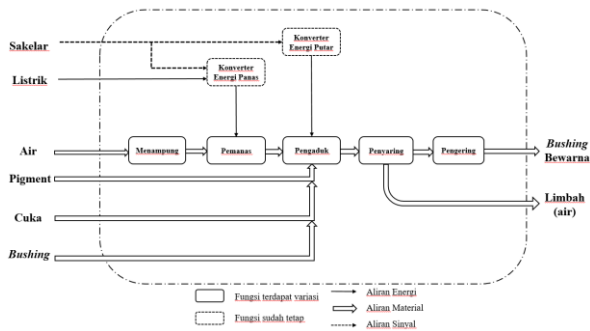 Sakelar
Konverter
Energi Putar
Listrik
Konverter
Energi Panas
Air
Menampung
Pemanas
Pengaduk
Penyaring
Pengering
Bushing
Bewarna
Pigment
Limbah
(air)
Cuka
Bushing
Fungsi terdapat variasi
Aliran Energi
Aliran Material
Fungsi sudah tetap
Aliran Sinyal